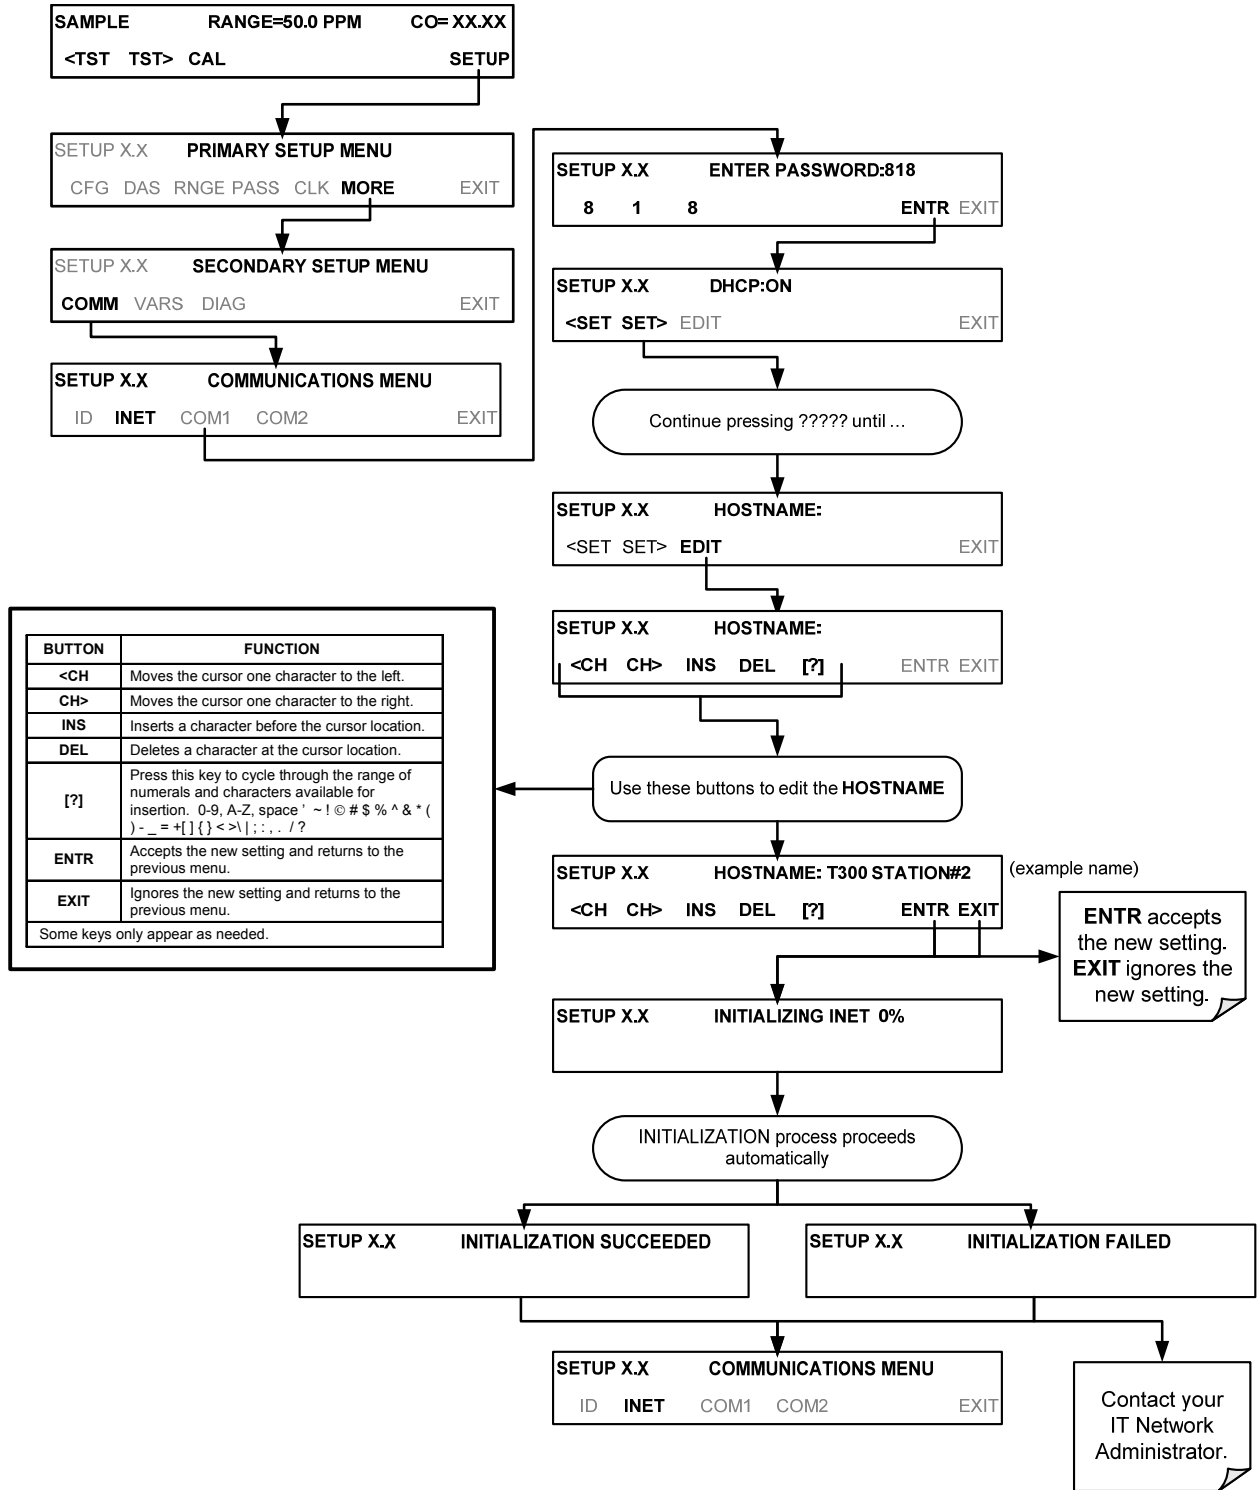 SAMPLE RANGE=50.0 PPM CO= XX.XX
<TST TST> CAL SETUP
SETUP X.X PRIMARY SETUP MENU
CFG DAS RNGE PASS CLK MORE EXIT
SETUP X.X SECONDARY SETUP MENU
COMM VARS DIAG EXIT
SETUP X.X COMMUNICATIONS MENU
ID INET COM1 COM2 EXIT
SETUP X.X ENTER PASSWORD:818
8 1 8 ENTR EXIT
SETUP X.X DHCP:ON
<SET SET> EDIT EXIT
Continue pressing ????? until ...
SETUP X.X HOSTNAME:
<SET SET> EDIT EXIT
SETUP X.X HOSTNAME:
<CH CH> INS DEL [?] ENTR EXIT
BUTTON FUNCTION
<CH Moves the cursor one character to the left.
CH> Moves the cursor one character to the right.
INS Inserts a character before the cursor location.
DEL Deletes a character at the cursor location.
[?] Press this key to cycle through the range of
numerals and characters available for
insertion. 0-9, A-Z, space ' ~ ! © # $ % ^ & * (
) - _ = +[ ] { } < >\ | ; : , . / ?
ENTR Accepts the new setting and returns to the
previous menu.
EXIT Ignores the new setting and returns to the
previous menu.
Some keys only appear as needed.
Use these buttons to edit the HOSTNAME
SETUP X.X HOSTNAME: T300 STATION#2
<CH CH> INS DEL [?] ENTR EXIT
(example name)
ENTR accepts
the new setting.
EXIT ignores the
new setting.
SETUP X.X INITIALIZING INET 0%
INITIALIZATION process proceeds
automatically
SETUP X.X INITIALIZATION SUCCEEDED
SETUP X.X INITIALIZATION FAILED
SETUP X.X COMMUNICATIONS MENU
ID INET COM1 COM2 EXIT
Contact your
IT Network
Administrator.